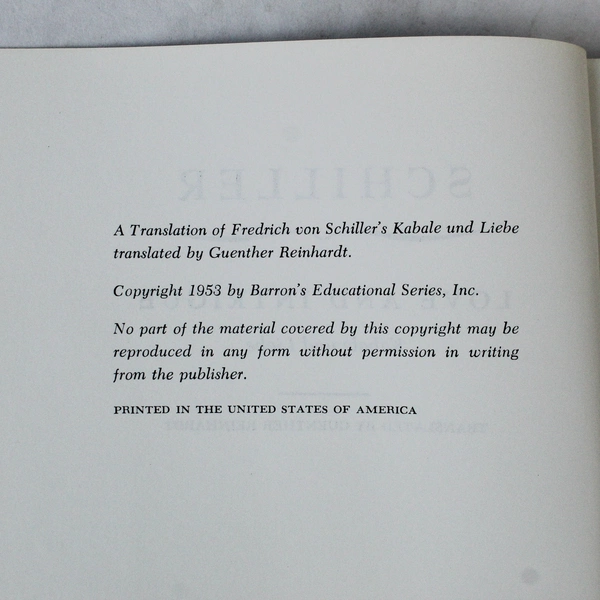 A Translation of Fredrich von Schiller's Kabale und Liebe
translated by Guenther Reinhardt.
Copyright 1953 by Barron's Educational Series, Inc.
No part of the material covered by this copyright may be
reproduced in any form without permission in writing
from the publisher.
PRINTED IN THE UNITED STATES OF AMERICA